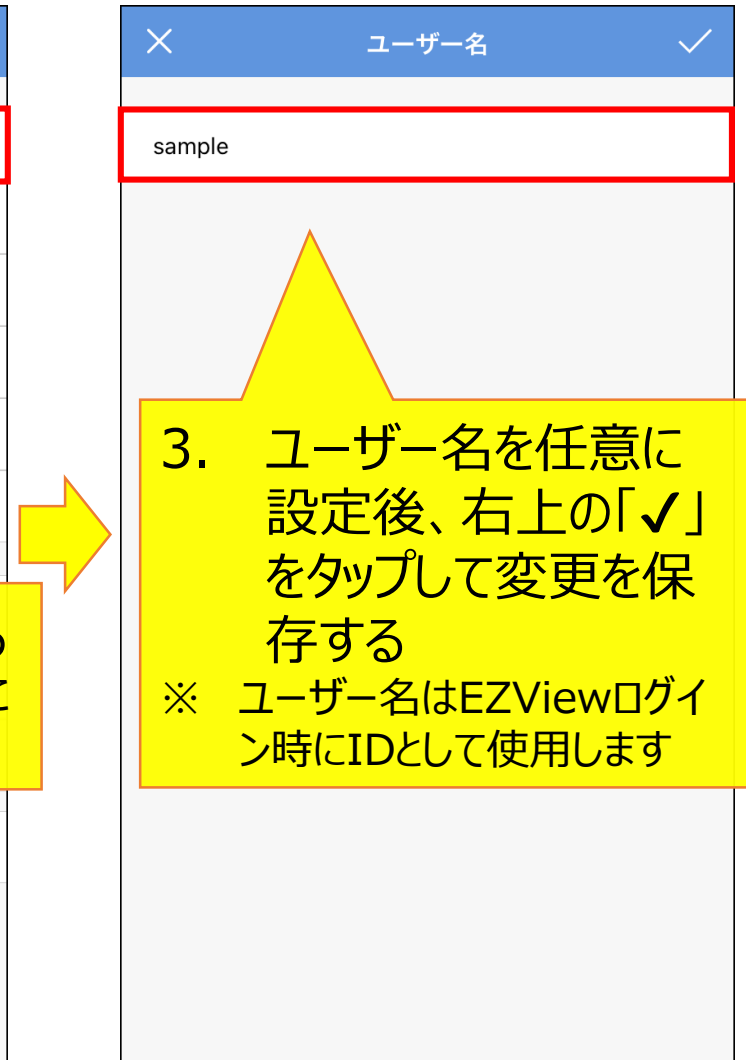 ユーザー名
sample
3. ユーザー名を任意に
設定後、右上の「✔」
をタップして変更を保
存する
※ ユーザー名はEZViewログイ
ン時にIDとして使用します